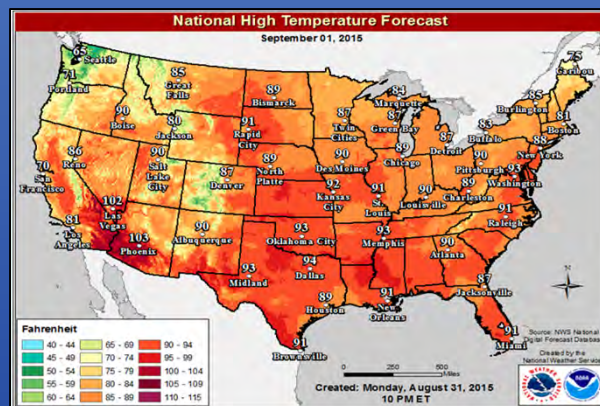 National High Temperature Forecast
September 01, 2015
65
Seattle
71
Portland
85
Great
Falls
89
Bismarck
84
Marquette
75
Caribou
85
Burlington
90
Boise
80
Jackson
91
Rapid
City
87
Twin
Cities
87
Green Bay
83
Buffalo
81
Boston
86
Reno
90
Salt
Lake
City
87
Denver
89
North
Platte
90
Des Moines
89
Chicago
87
Detroit
90
Pittsburgh
88
New York
93
Washington
70
San
Francisco
102
Las
Vegas
92
Kansas
City
91
St.
Louis
90
Louisville
89
Charleston
91
Raleigh
81
Los
Angeles
103
Phoenix
90
Albuquerque
93
Oklahoma City
93
Memphis
90
Atlanta
93
Midland
94
Dallas
89
Houston
91
New
Orleans
87
Jacksonville
91
Brownsville
91
Miami
N
Fahrenheit
40 - 44
45 - 49
50 - 54
55 - 59
60 - 64
65 - 69
70 - 74
75 - 79
80 - 84
85 - 89
90 - 94
95 - 99
100 - 104
105 - 109
110 - 115
0
500
Miles
Created: Monday, August 31, 2015
10 PM ET
Source: NWS National
Digital Forecast Database
Created by the
National Weather Service